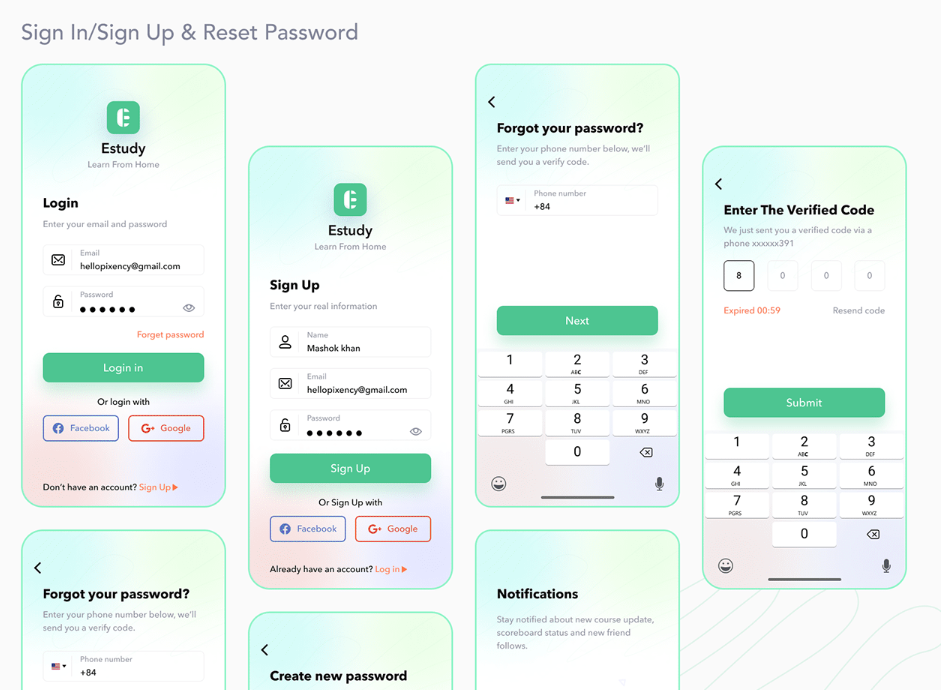 Sign In/Sign Up & Reset Password
Estudy
Learn From Home
Login
Enter your email and password
Email
hellopixency@gmail.com
Password
Forget password
Login in
Or login with
Facebook
Google
Don't have an account? Sign Up
Estudy
Learn From Home
Sign Up
Enter your real information
Name
Mashok khan
Email
hellopixency@gmail.com
Password
Sign Up
Or Sign Up with
Facebook
Google
Already have an account? Log in
Forgot your password?
Enter your phone number below, we'll
send you a verify code.
Phone number
+84
Next
1
2
ABC
3
DEF
4
GHI
5
JKL
6
MNO
7
PQRS
8
TUV
9
WXYZ
0
Enter The Verified Code
We just sent you a verified code via a
phone xxxxxx391
8 0 0 0
Expired 00:59
Resend code
Submit
1
2
ABC
3
DEF
4
GHI
5
JKL
6
MNO
7
PQRS
8
TUV
9
WXYZ
0
Forgot your password?
Enter your phone number below, we'll
send you a verify code.
Phone number
+84
Create new password
Notifications
Stay notified about new course update,
scoreboard status and new friend
follows.